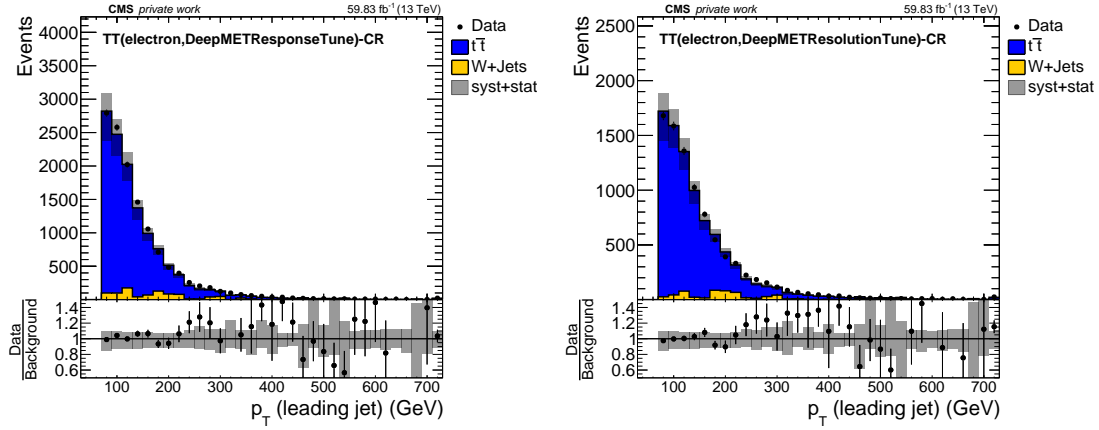 CMS private work 59.83 fb⁻¹ (13 TeV)
TT(electron,DeepMETResponseTune)-CR
Events
4000
3500
3000
2500
2000
1500
1000
500
Data
tt̅
W+Jets
syst+stat
Data
Background
1.4
1.2
1
0.8
0.6
100 200 300 400 500 600 700
p_T (leading jet) (GeV)
CMS private work 59.83 fb⁻¹ (13 TeV)
TT(electron,DeepMETResolutionTune)-CR
Events
2500
2000
1500
1000
500
Data
tt̅
W+Jets
syst+stat
Data
Background
1.4
1.2
1
0.8
0.6
100 200 300 400 500 600 700
p_T (leading jet) (GeV)